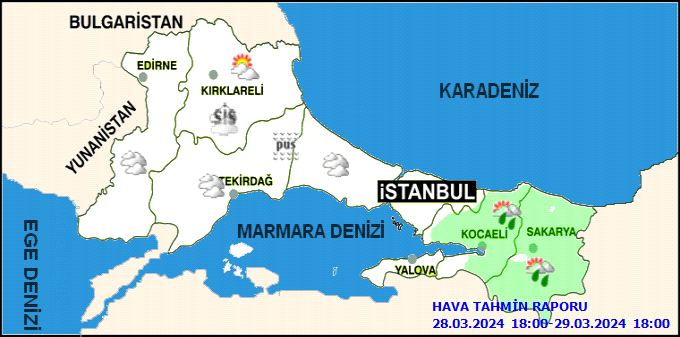 BULGARİSTAN
EDİRNE
KIRKLARELİ
KARADENİZ
YUNANİSTAN
SİS
pus
TEKİRDAĞ
İSTANBUL
MARMARA DENİZİ
KOCAELİ
SAKARYA
EGE DENİZİ
YALOVA
HAVA TAHMİN RAPORU
28.03.2024 18:00-29.03.2024 18:00